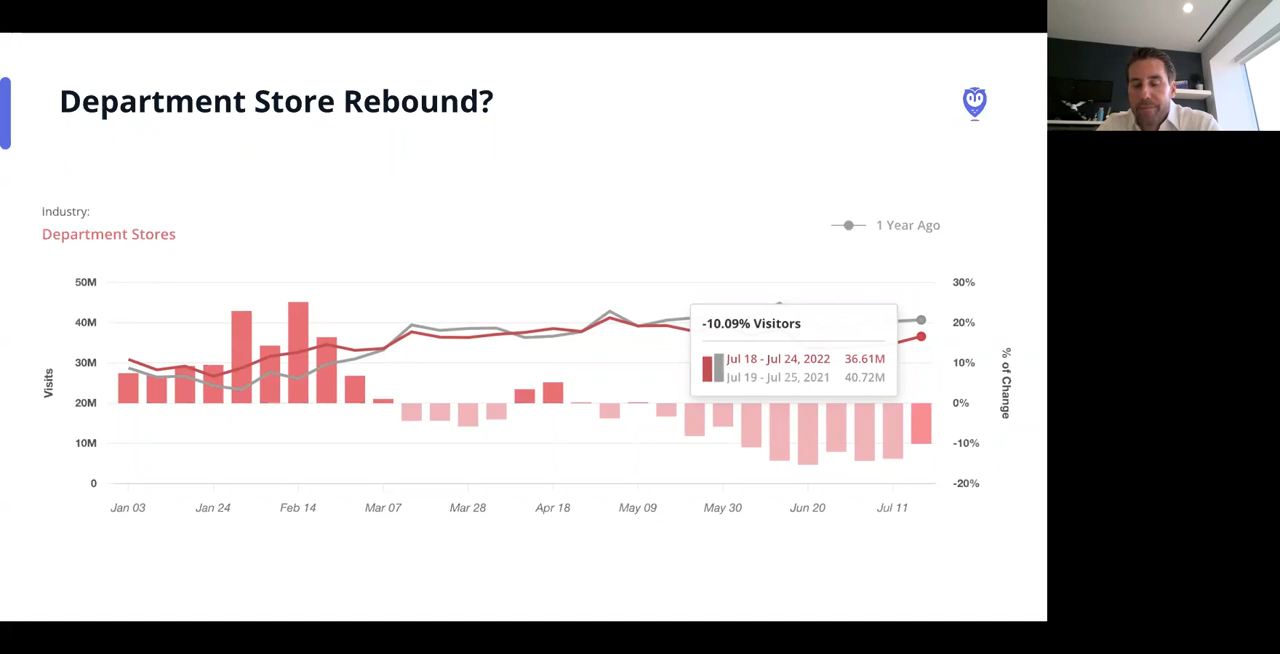 Department Store Rebound?
Industry:
Department Stores
1 Year Ago
50M
40M
30M
20M
10M
0
Visits
30%
20%
10%
0%
-10%
-20%
% of Change
-10.09% Visitors
Jul 18 - Jul 24, 2022 36.61M
Jul 19 - Jul 25, 2021 40.72M
Jan 03 Jan 24 Feb 14 Mar 07 Mar 28 Apr 18 May 09 May 30 Jun 20 Jul 11